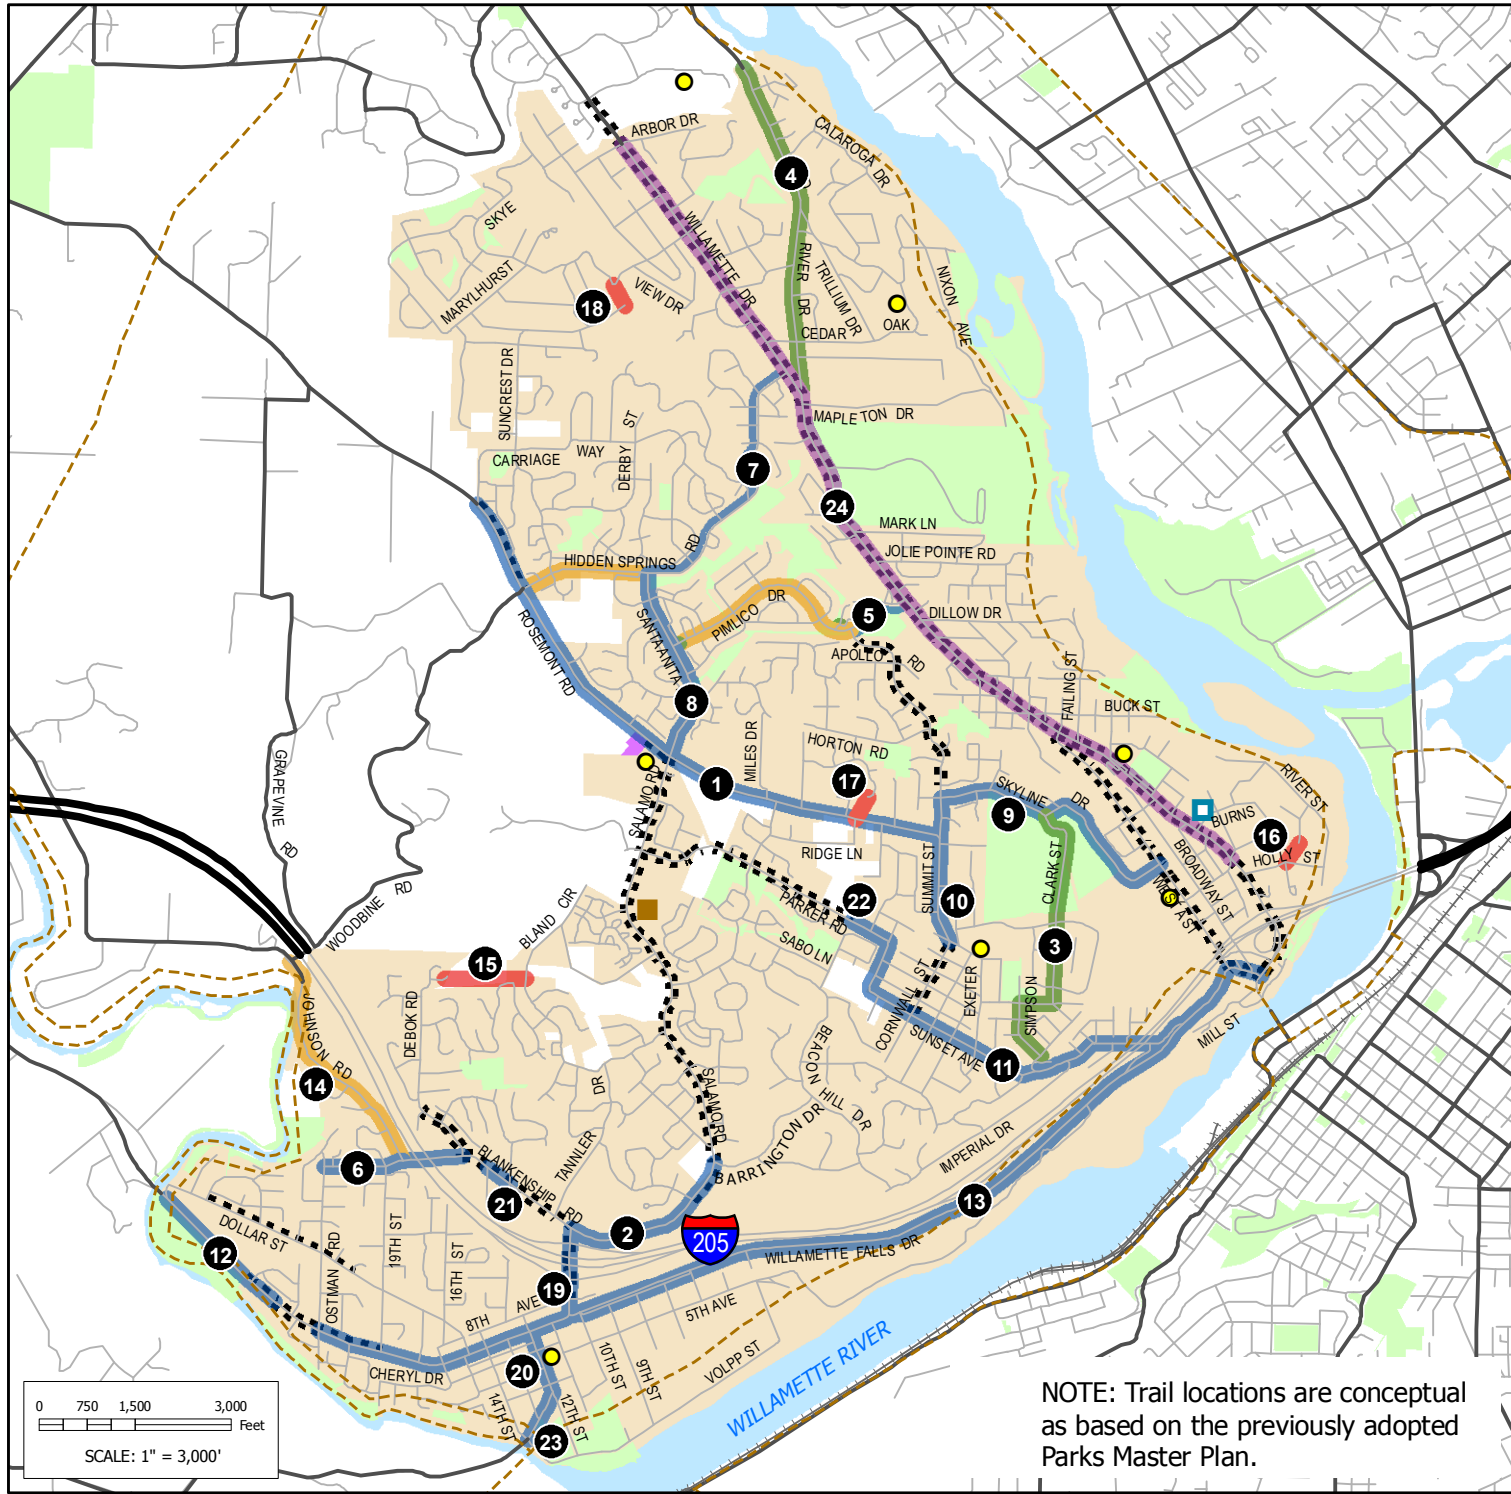 ARBOR DR
CALAROGA DR
4
SKYE
WILLAMETTE DR
RIVER DR
TRILLIUM DR
NIXON AVE
MARYLHURST
VIEW DR
18
OAK
CEDAR
SUNCREST DR
MAPLETON DR
DERBY ST
CARRIAGE WAY
7
24
MARK LN
JOLIE POINTE RD
HIDDEN SPRINGS RD
PIMLICO DR
5
DILLOW DR
ROSEMONT RD
SANTA ANITA
APOLLO RD
FAILING ST
8
BUCK ST
MILES DR
HORTON RD
GRAPEVINE RD
SALAMO RD
1
17
SKYLINE DR
9
RIVER ST
BURNS
16
HOLLY ST
RIDGE LN
BROADWAY ST
WEST A ST
SUMMIT ST
CLARK ST
WOODBINE RD
BLAND CIR
22
10
PARKER RD
SABO LN
3
15
CORNWALL ST
EXETER
SIMPSON
JOHNSON RD
DEBOK RD
MILL ST
BEACON HILL DR
SUNSET AVE
11
14
DR
TANNLER
SALAMO RD
IMPERIAL DR
BARRINGTON DR
6
BLANKENSHIP RD
21
13
2
205
DOLLAR ST
12
19TH ST
OSTMAN RD
16TH ST
WILLAMETTE FALLS DR
19
8TH AVE
5TH AVE
CHERYL DR
20
10TH ST
9TH ST
VOLPP ST
14TH ST
12TH ST
23
WILLAMETTE RIVER
0 750 1,500 3,000
Feet
SCALE: 1" = 3,000'
NOTE: Trail locations are conceptual
as based on the previously adopted
Parks Master Plan.